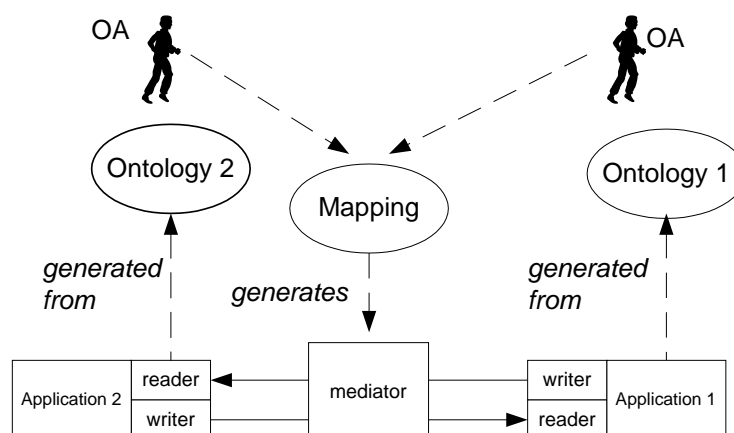 OA
OA
Ontology 2
Ontology 1
Mapping
generated
from
generates
generated
from
Application 2
reader
writer
mediator
writer
reader
Application 1